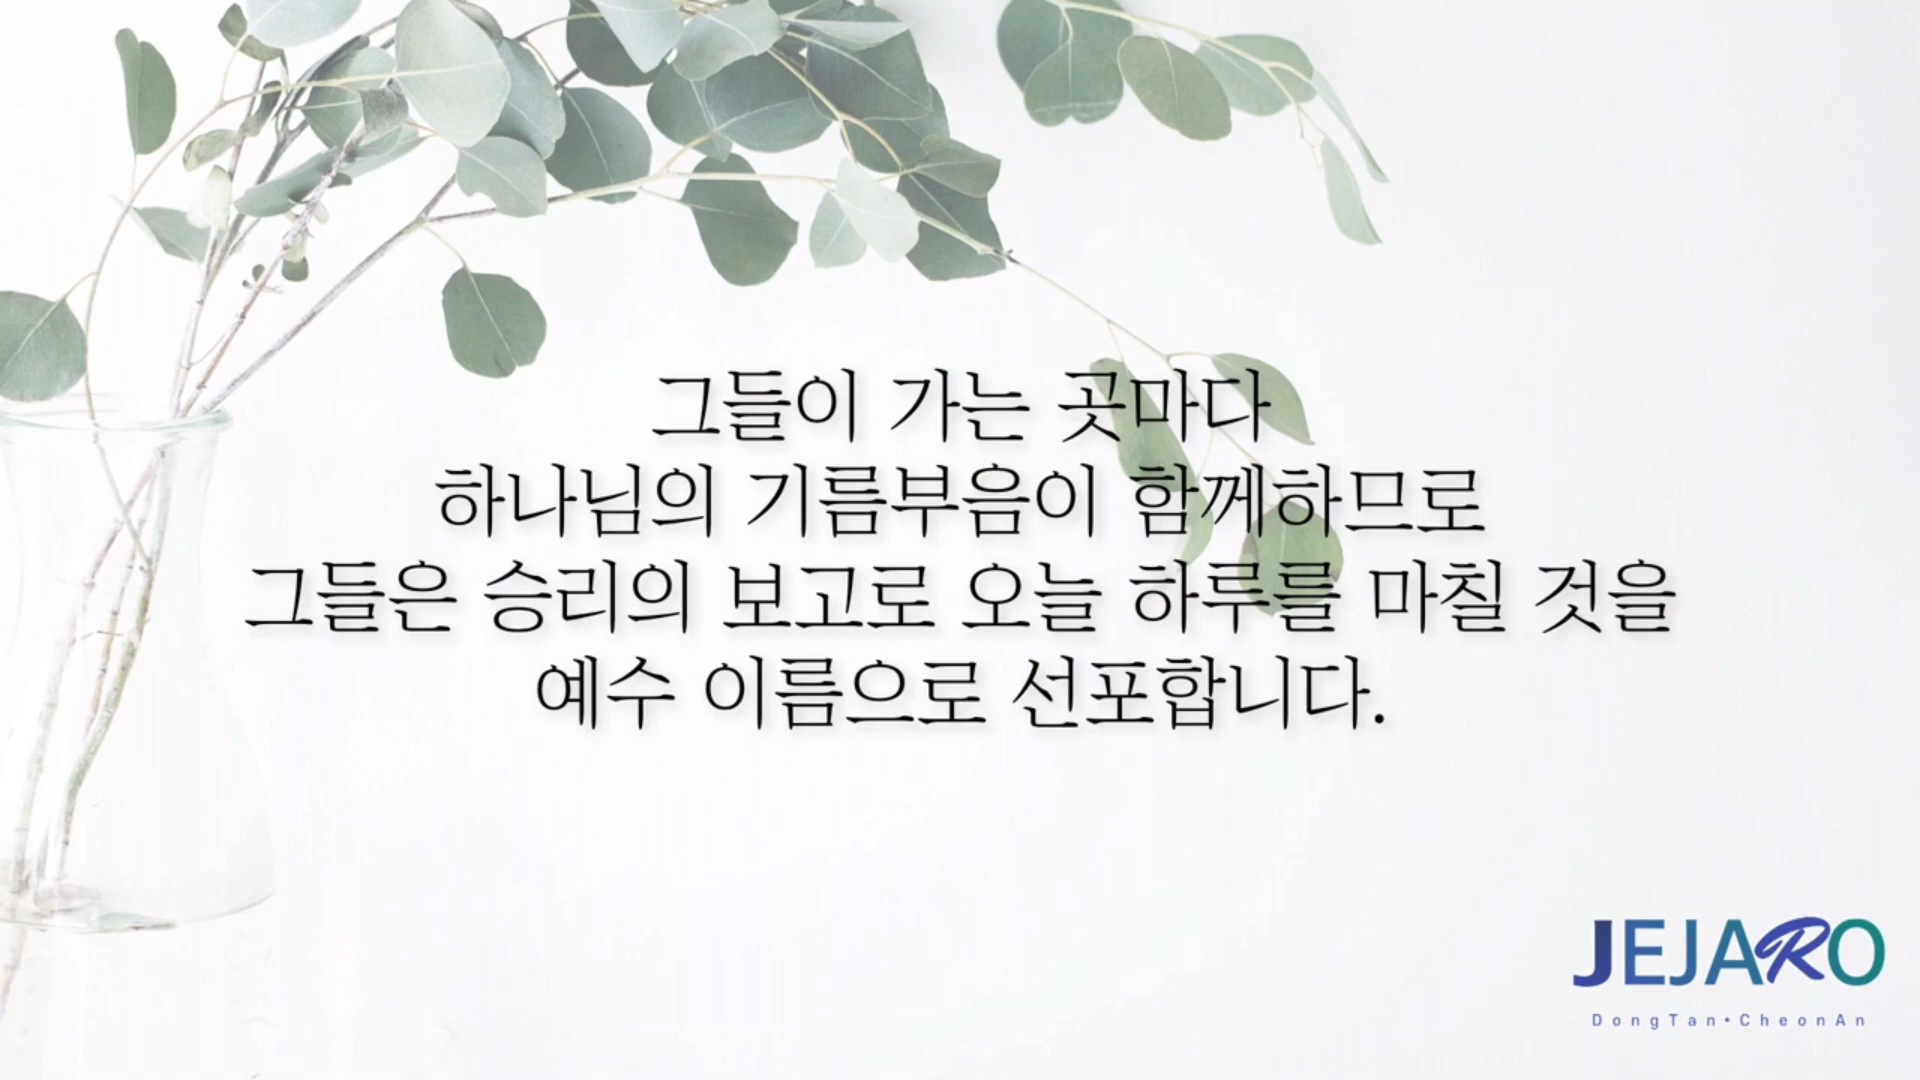 그들이 가는 곳마다
하나님의 기름부음이 함께하므로
그들은 승리의 보고로 오늘 하루를 마칠 것을
예수 이름으로 선포합니다.
JEJARO
DongTan•CheonAn